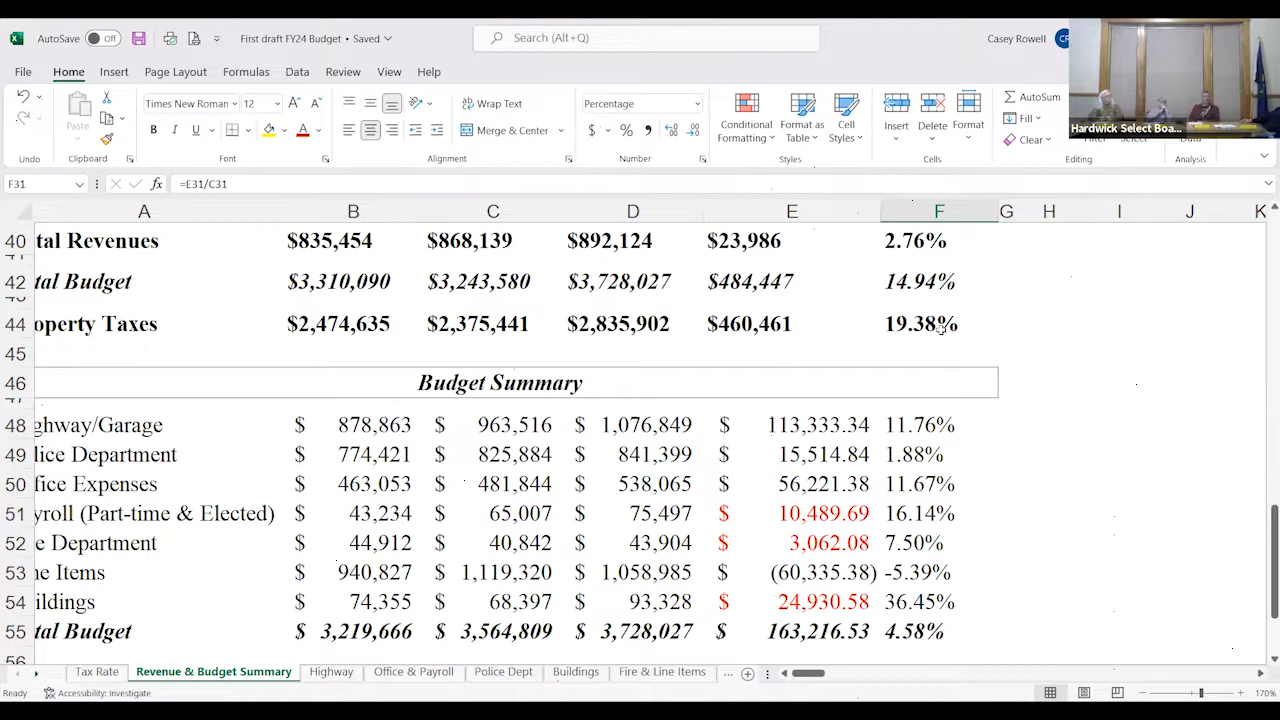 AutoSave Off First draft FY24 Budget • Saved Search (Alt+Q) Casey Rowell CR
File Home Insert Page Layout Formulas Data Review View Help
Times New Roman 12 Wrap Text Percentage AutoSum
Paste B I U A Merge & Center $ % Conditional Formatting Format as Table Cell Styles Insert Delete Format Fill Clear
Hardwick Select Boa...
Undo Clipboard Font Alignment Number Styles Cells Editing Analysis
F31 fx =E31/C31
A B C D E F G H I J K
40 tal Revenues $835,454 $868,139 $892,124 $23,986 2.76%
42 tal Budget $3,310,090 $3,243,580 $3,728,027 $484,447 14.94%
44 operty Taxes $2,474,635 $2,375,441 $2,835,902 $460,461 19.38%
45
46 Budget Summary
48 ghway/Garage $ 878,863 $ 963,516 $ 1,076,849 $ 113,333.34 11.76%
49 lice Department $ 774,421 $ 825,884 $ 841,399 $ 15,514.84 1.88%
50 fice Expenses $ 463,053 $ 481,844 $ 538,065 $ 56,221.38 11.67%
51 yroll (Part-time & Elected) $ 43,234 $ 65,007 $ 75,497 $ 10,489.69 16.14%
52 e Department $ 44,912 $ 40,842 $ 43,904 $ 3,062.08 7.50%
53 ne Items $ 940,827 $ 1,119,320 $ 1,058,985 $ (60,335.38) -5.39%
54 ildings $ 74,355 $ 68,397 $ 93,328 $ 24,930.58 36.45%
55 tal Budget $ 3,219,666 $ 3,564,809 $ 3,728,027 $ 163,216.53 4.58%
Tax Rate Revenue & Budget Summary Highway Office & Payroll Police Dept Buildings Fire & Line Items ...
Ready Accessibility: Investigate 170%